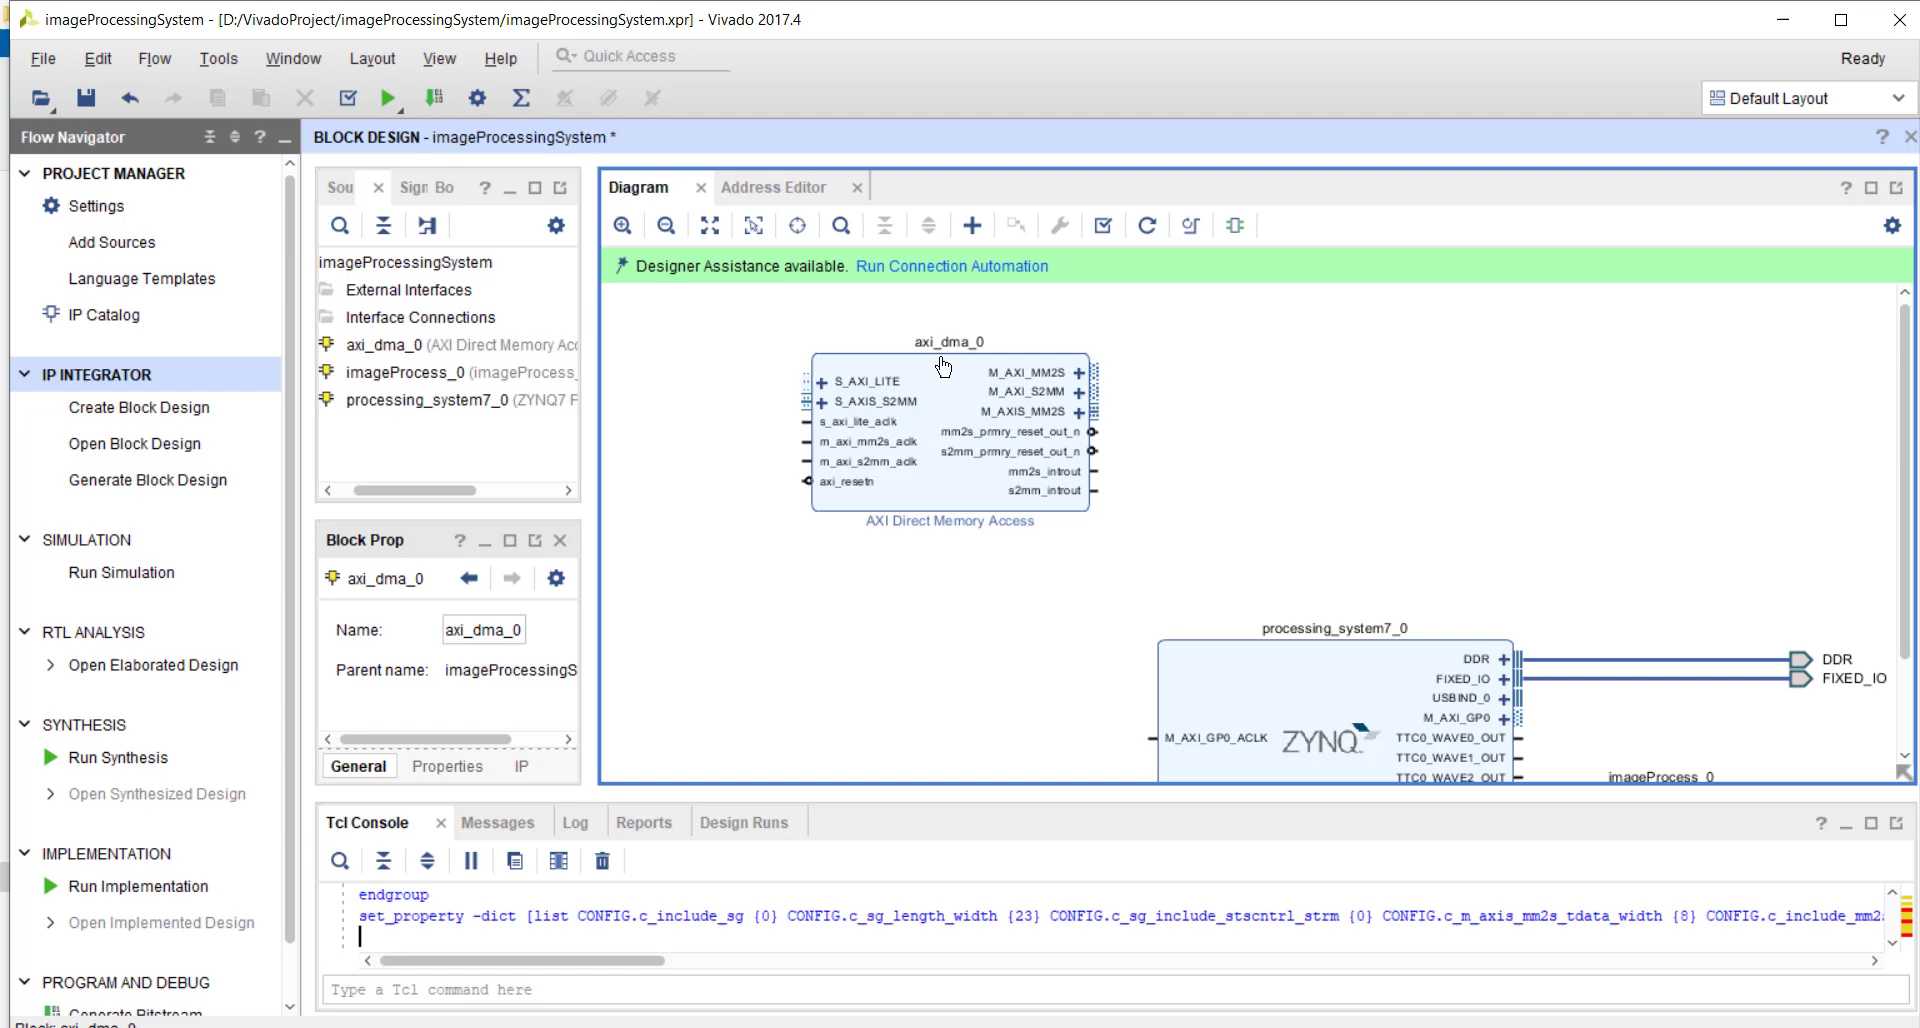 imageProcessingSystem - [D:/VivadoProject/imageProcessingSystem/imageProcessingSystem.xpr] - Vivado 2017.4
File Edit Flow Tools Window Layout View Help Quick Access Ready
Default Layout
Flow Navigator
PROJECT MANAGER
Settings
Add Sources
Language Templates
IP Catalog
IP INTEGRATOR
Create Block Design
Open Block Design
Generate Block Design
SIMULATION
Run Simulation
RTL ANALYSIS
Open Elaborated Design
SYNTHESIS
Run Synthesis
Open Synthesized Design
IMPLEMENTATION
Run Implementation
Open Implemented Design
PROGRAM AND DEBUG
Generate Bitstream
BLOCK DESIGN - imageProcessingSystem *
Sou Sign Bo
imageProcessingSystem
External Interfaces
Interface Connections
axi_dma_0 (AXI Direct Memory Acc
imageProcess_0 (imageProcess_
processing_system7_0 (ZYNQ7 F
Block Prop
axi_dma_0
Name: axi_dma_0
Parent name: imageProcessingS
General Properties IP
Diagram Address Editor
Designer Assistance available. Run Connection Automation
axi_dma_0
S_AXI_LITE
S_AXIS_S2MM
s_axi_lite_aclk
m_axi_mm2s_aclk
m_axi_s2mm_aclk
axi_resetn
M_AXI_MM2S
M_AXI_S2MM
M_AXIS_MM2S
mm2s_prmry_reset_out_n
s2mm_prmry_reset_out_n
mm2s_introut
s2mm_introut
AXI Direct Memory Access
processing_system7_0
M_AXI_GP0_ACLK
ZYNQ
DDR
FIXED_IO
USBIND_0
M_AXI_GP0
TTC0_WAVE0_OUT
TTC0_WAVE1_OUT
TTC0_WAVE2_OUT
DDR
FIXED_IO
imageProcess_0
Tcl Console Messages Log Reports Design Runs
endgroup
set_property -dict [list CONFIG.c_include_sg {0} CONFIG.c_sg_length_width {23} CONFIG.c_sg_include_stscntrl_strm {0} CONFIG.c_m_axis_mm2s_tdata_width {8} CONFIG.c_include_mm2s
Type a Tcl command here
Block: axi_dma_0